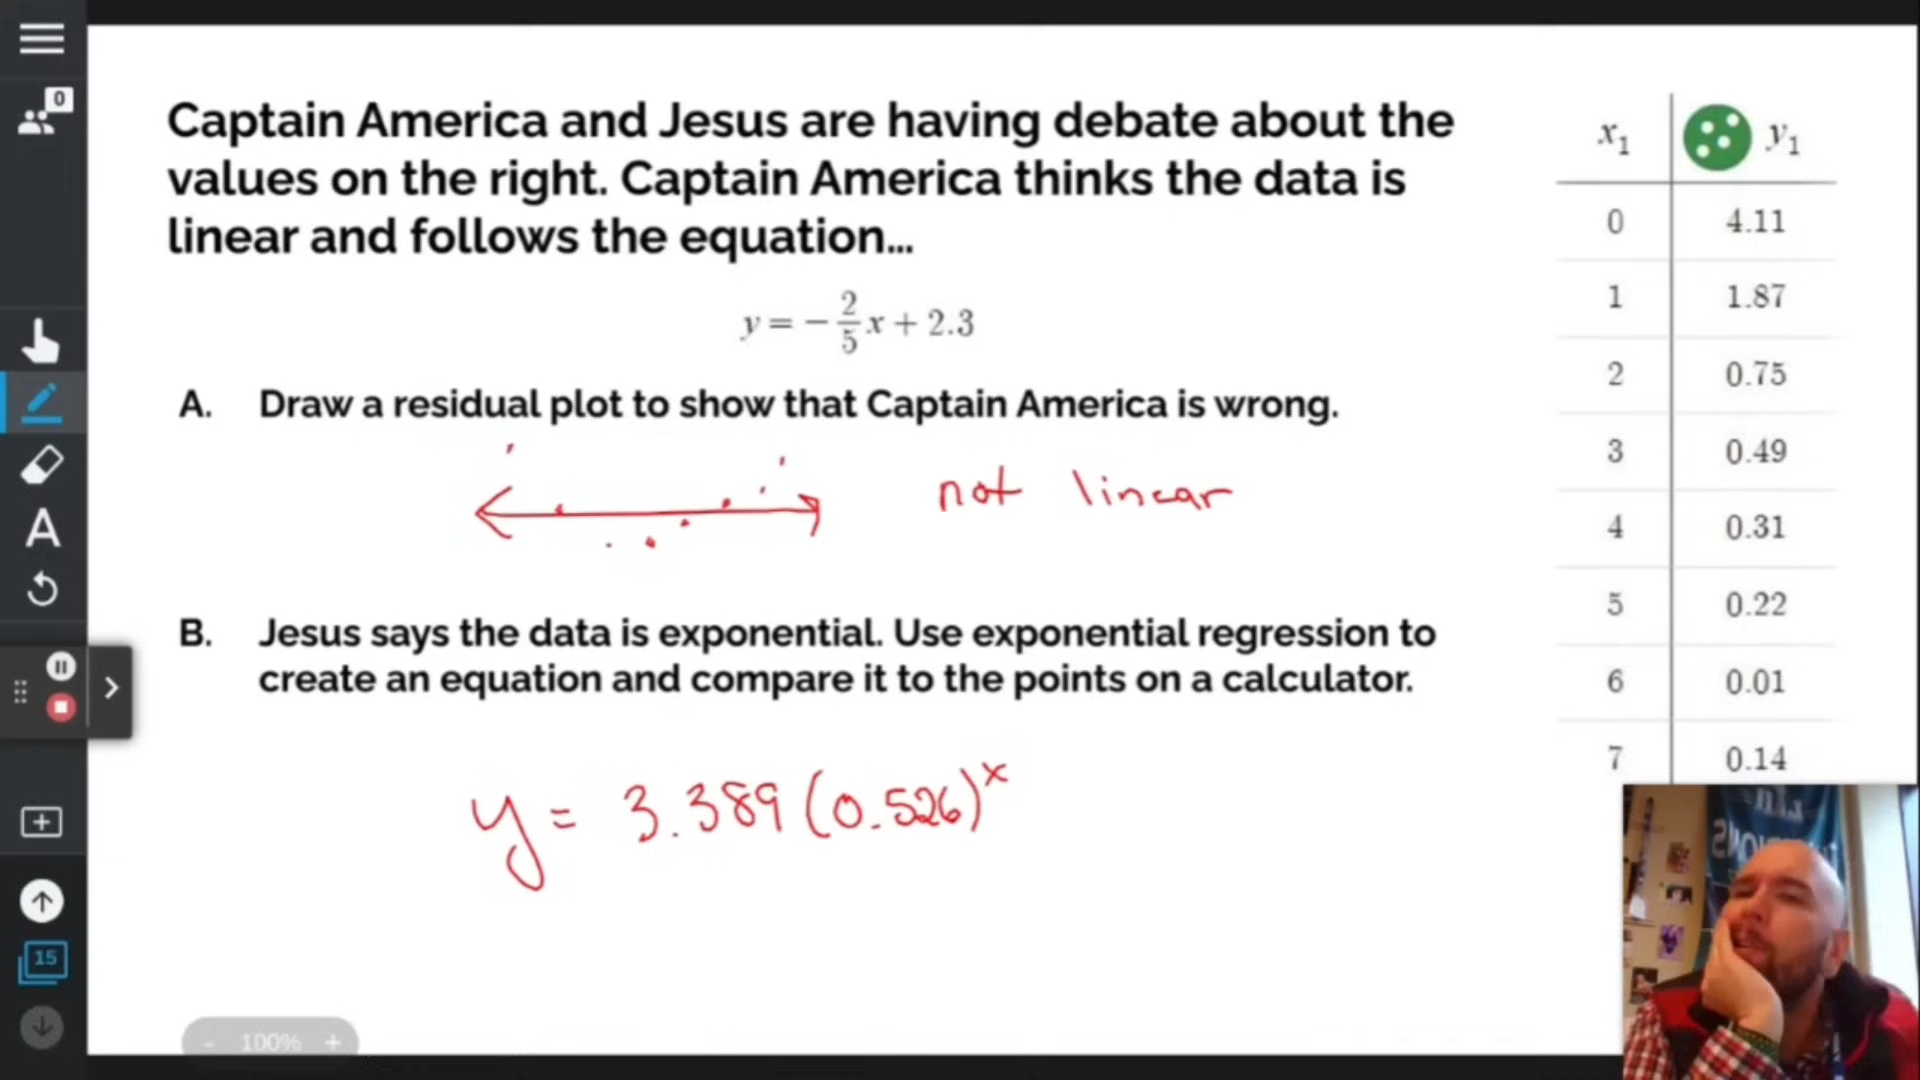 0
Captain America and Jesus are having debate about the
values on the right. Captain America thinks the data is
linear and follows the equation...
y = -2/5x + 2.3
A. Draw a residual plot to show that Captain America is wrong.
not linear
B. Jesus says the data is exponential. Use exponential regression to
create an equation and compare it to the points on a calculator.
y = 3.389(0.526)^x
x₁ y₁
0 4.11
1 1.87
2 0.75
3 0.49
4 0.31
5 0.22
6 0.01
7 0.14
A
15
- 100% +